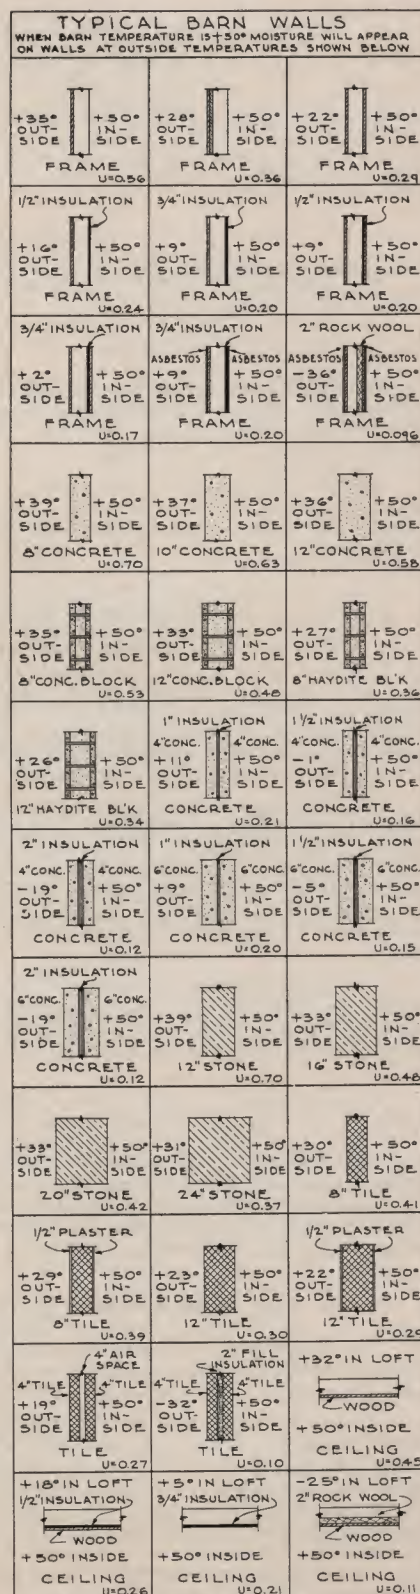 TYPICAL BARN WALLS
WHEN BARN TEMPERATURE IS +50° MOISTURE WILL APPEAR
ON WALLS AT OUTSIDE TEMPERATURES SHOWN BELOW
+35° OUT-SIDE +50° IN-SIDE
FRAME
U=0.56
+28° OUT-SIDE +50° IN-SIDE
FRAME
U=0.36
+22° OUT-SIDE +50° IN-SIDE
FRAME
U=0.29
1/2" INSULATION
+16° OUT-SIDE +50° IN-SIDE
FRAME
U=0.24
3/4" INSULATION
+9° OUT-SIDE +50° IN-SIDE
FRAME
U=0.20
1/2" INSULATION
+9° OUT-SIDE +50° IN-SIDE
FRAME
U=0.20
3/4" INSULATION
+2° OUT-SIDE +50° IN-SIDE
FRAME
U=0.17
3/4" INSULATION
ASBESTOS ASBESTOS
+9° OUT-SIDE +50° IN-SIDE
FRAME
U=0.20
2" ROCK WOOL
ASBESTOS ASBESTOS
-36° OUT-SIDE +50° IN-SIDE
FRAME
U=0.096
+39° OUT-SIDE +50° IN-SIDE
8" CONCRETE
U=0.70
+37° OUT-SIDE +50° IN-SIDE
10" CONCRETE
U=0.63
+36° OUT-SIDE +50° IN-SIDE
12" CONCRETE
U=0.58
+35° OUT-SIDE +50° IN-SIDE
8" CONC. BLOCK
U=0.53
+33° OUT-SIDE +50° IN-SIDE
12" CONC. BLOCK
U=0.48
+27° OUT-SIDE +50° IN-SIDE
8" HAYDITE BL'K
U=0.36
+26° OUT-SIDE +50° IN-SIDE
12" HAYDITE BL'K
U=0.34
1" INSULATION
4" CONC. 4" CONC.
+11° OUT-SIDE +50° IN-SIDE
CONCRETE
U=0.21
1 1/2" INSULATION
4" CONC. 4" CONC.
-1° OUT-SIDE +50° IN-SIDE
CONCRETE
U=0.16
2" INSULATION
4" CONC. 4" CONC.
-19° OUT-SIDE +50° IN-SIDE
CONCRETE
U=0.12
1" INSULATION
6" CONC. 6" CONC.
+9° OUT-SIDE +50° IN-SIDE
CONCRETE
U=0.20
1 1/2" INSULATION
6" CONC. 6" CONC.
-5° OUT-SIDE +50° IN-SIDE
CONCRETE
U=0.15
2" INSULATION
6" CONC. 6" CONC.
-19° OUT-SIDE +50° IN-SIDE
CONCRETE
U=0.12
+39° OUT-SIDE +50° IN-SIDE
12" STONE
U=0.70
+33° OUT-SIDE +50° IN-SIDE
16" STONE
U=0.48
+33° OUT-SIDE +50° IN-SIDE
20" STONE
U=0.42
+31° OUT-SIDE +50° IN-SIDE
24" STONE
U=0.37
+30° OUT-SIDE +50° IN-SIDE
8" TILE
U=0.41
1/2" PLASTER
+29° OUT-SIDE +50° IN-SIDE
8" TILE
U=0.39
+23° OUT-SIDE +50° IN-SIDE
12" TILE
U=0.30
1/2" PLASTER
+22° OUT-SIDE +50° IN-SIDE
12" TILE
U=0.29
4" AIR SPACE
4" TILE 4" TILE
+19° OUT-SIDE +50° IN-SIDE
TILE
U=0.27
2" FILL INSULATION
4" TILE 4" TILE
-32° OUT-SIDE +50° IN-SIDE
TILE
U=0.10
+32° IN LOFT
WOOD
+50° INSIDE
CEILING
U=0.45
+18° IN LOFT
1/2" INSULATION
WOOD
+50° INSIDE
CEILING
U=0.26
+5° IN LOFT
3/4" INSULATION
+50° INSIDE
CEILING
U=0.21
-25° IN LOFT
2" ROCK WOOL
WOOD
+50° INSIDE
CEILING
U=0.11